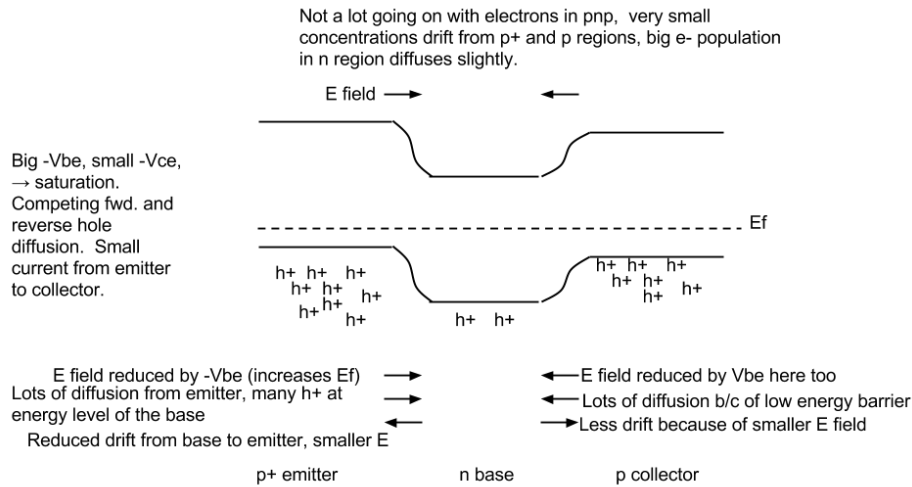 Not a lot going on with electrons in pnp, very small
concentrations drift from p+ and p regions, big e- population
in n region diffuses slightly.
E field
Big -Vbe, small -Vce,
→ saturation.
Competing fwd. and
reverse hole
diffusion. Small
current from emitter
to collector.
Ef
h+ h+ h+
h+ h+ h+
h+ h+
h+
h+ h+
h+ h+ h+
h+ h+
h+ h+
E field reduced by -Vbe (increases Ef)
E field reduced by Vbe here too
Lots of diffusion from emitter, many h+ at
energy level of the base
Lots of diffusion b/c of low energy barrier
Reduced drift from base to emitter, smaller E
Less drift because of smaller E field
p+ emitter n base p collector